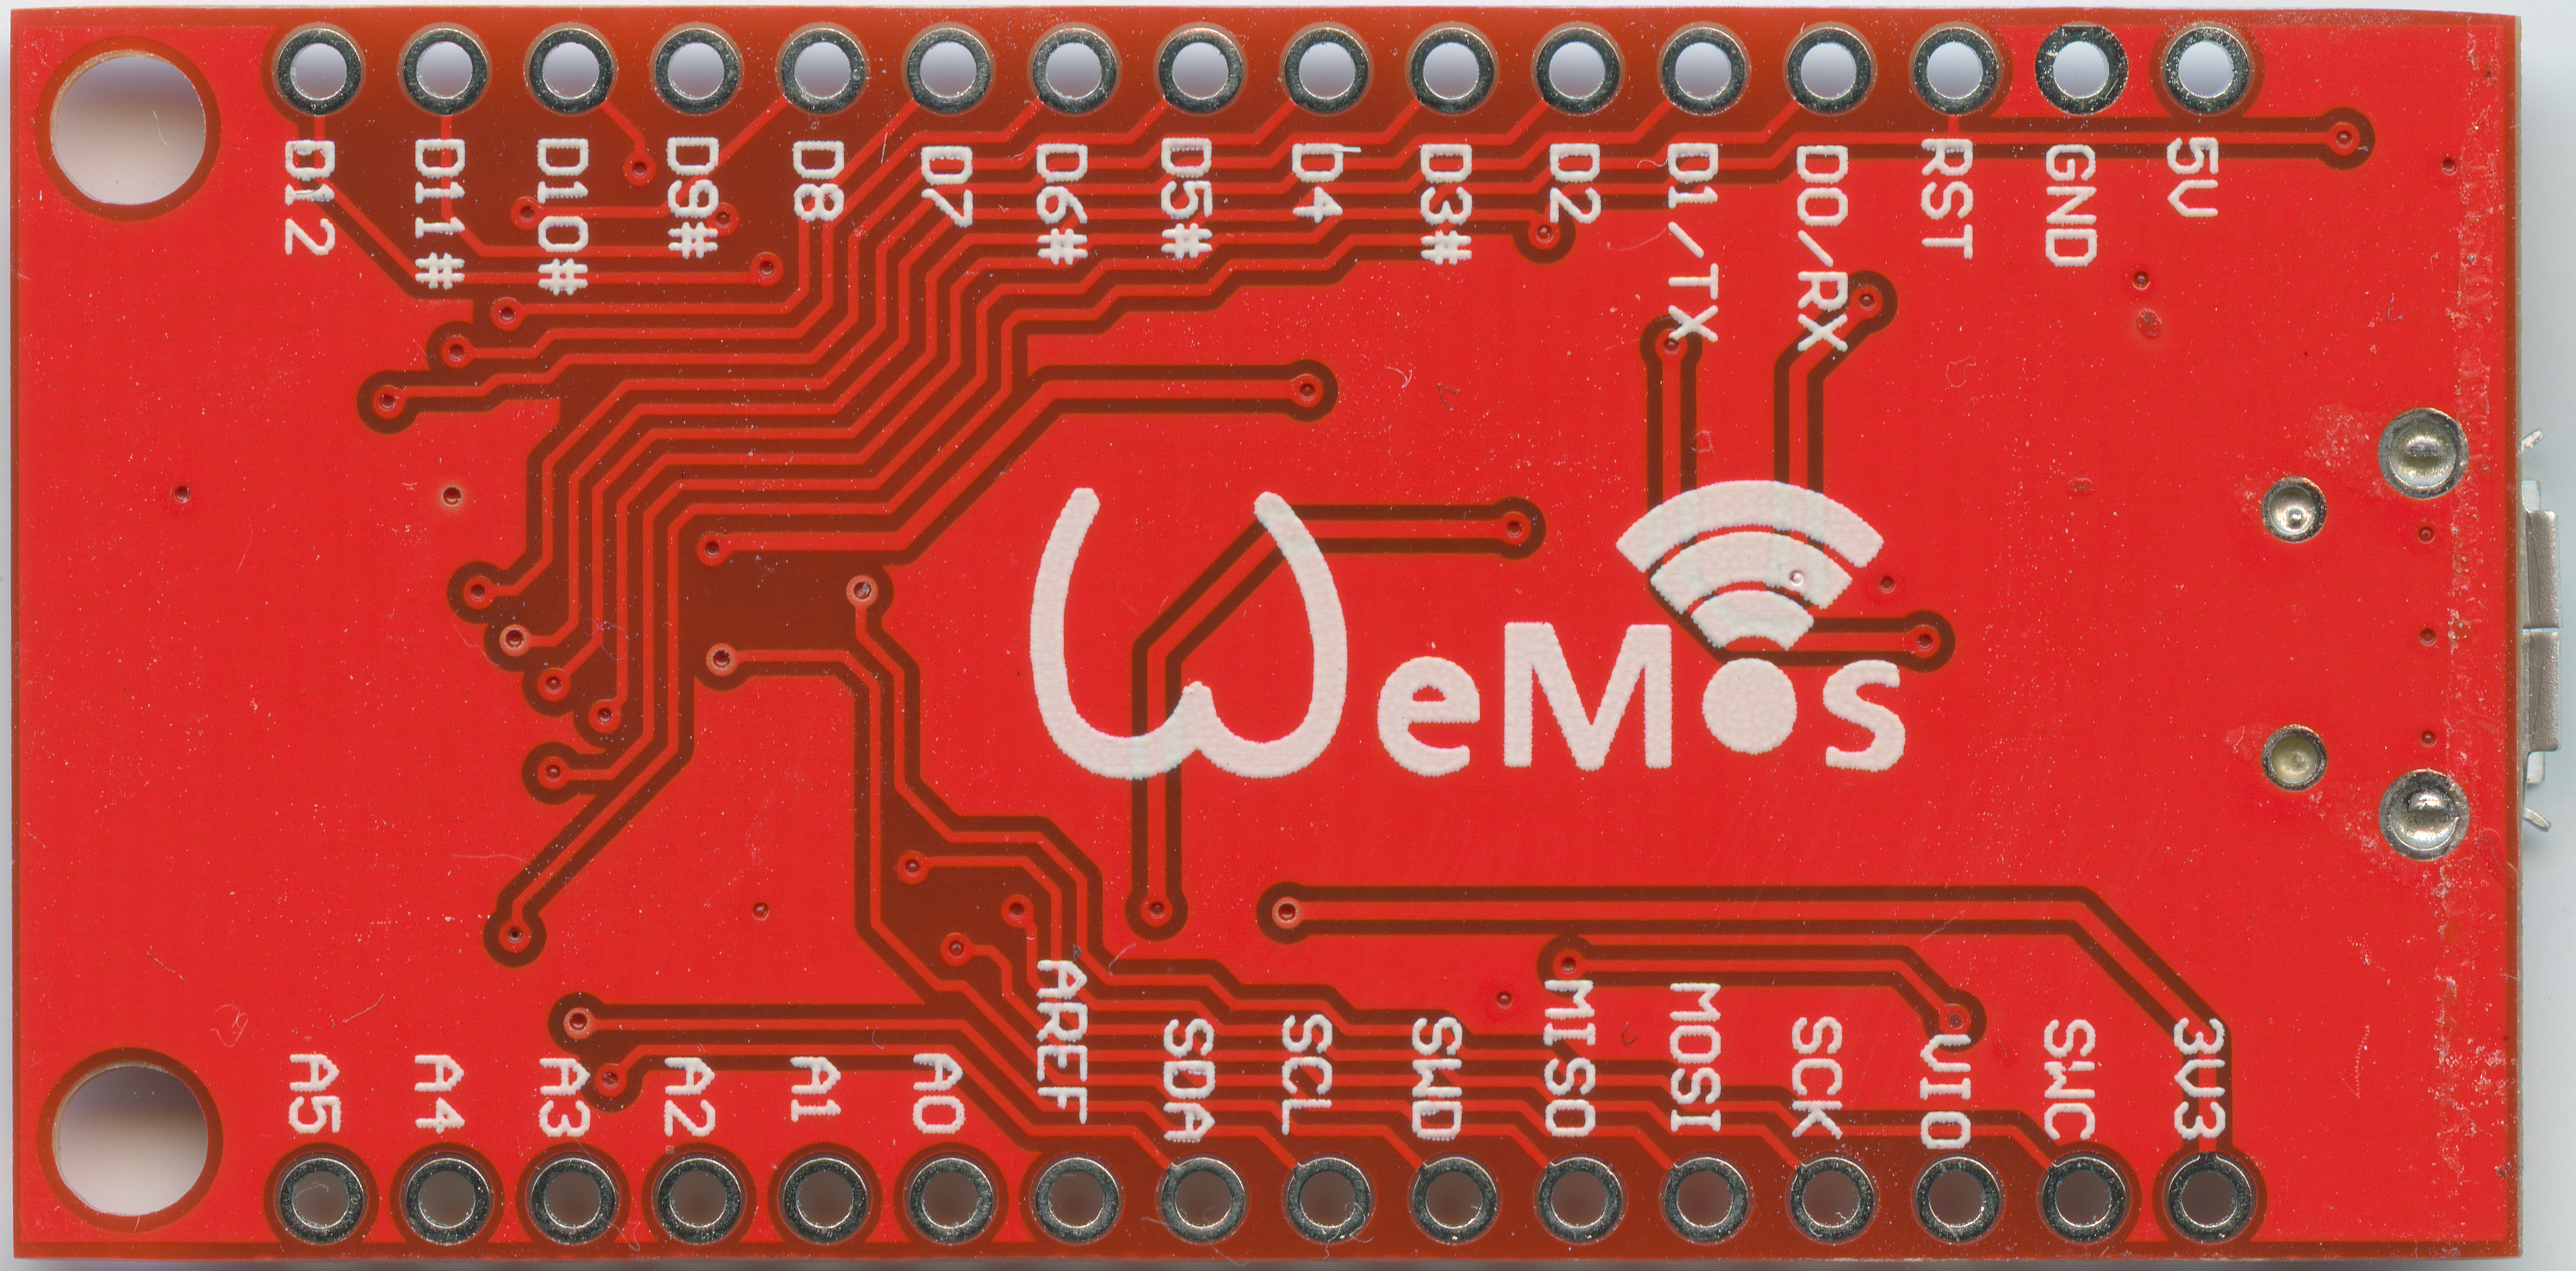 D12
D11#
D10#
D9#
D8
D7
D6#
D5#
D4
D3#
D2
D1/TX
D0/RX
RST
GND
5V
WeMos
A5
A4
A3
A2
A1
A0
AREF
SDA
SCL
SWD
MISO
MOSI
SCK
VIO
SWC
3V3